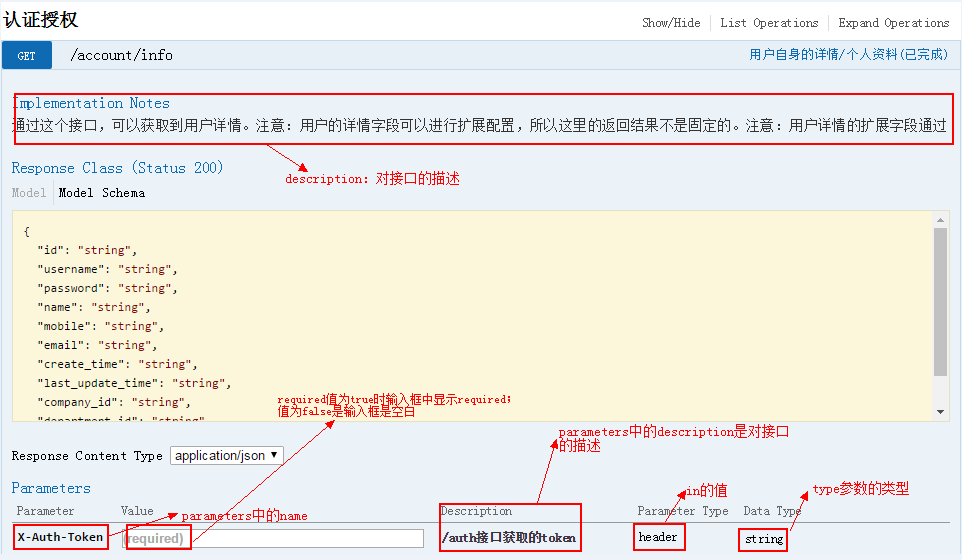 认证授权
Show/Hide
List Operations
Expand Operations
GET
/account/info
用户自身的详情/个人资料(已完成)
Implementation Notes
通过这个接口，可以获取到用户详情。注意：用户的详情字段可以进行扩展配置，所以这里的返回结果不是固定的。注意：用户详情的扩展字段通过
Response Class (Status 200)
description：对接口的描述
Model
Model Schema
{
"id": "string",
"username": "string",
"password": "string",
"name": "string",
"mobile": "string",
"email": "string",
"create_time": "string",
"last_update_time": "string",
"company_id": "string",
"department_id": "string",
required值为true时输入框中显示required;
值为false是输入框是空白
parameters中的description是对接口
的描述
Response Content Type
application/json
Parameters
in的值
type参数的类型
Parameter
Value
parameters中的name
Description
Parameter Type
Data Type
X-Auth-Token
(required)
/auth接口获取的token
header
string